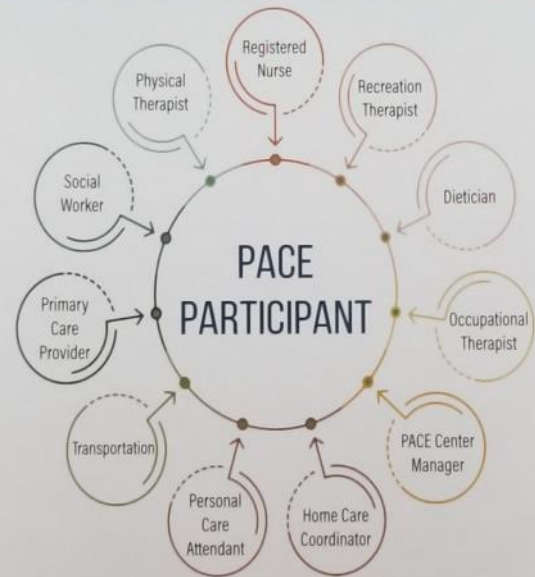 Registered
Nurse
Recreation
Therapist
Dietician
Occupational
Therapist
PACE Center
Manager
Home Care
Coordinator
Personal
Care
Attendant
Transportation
Primary
Care
Provider
Social
Worker
Physical
Therapist
PACE
PARTICIPANT